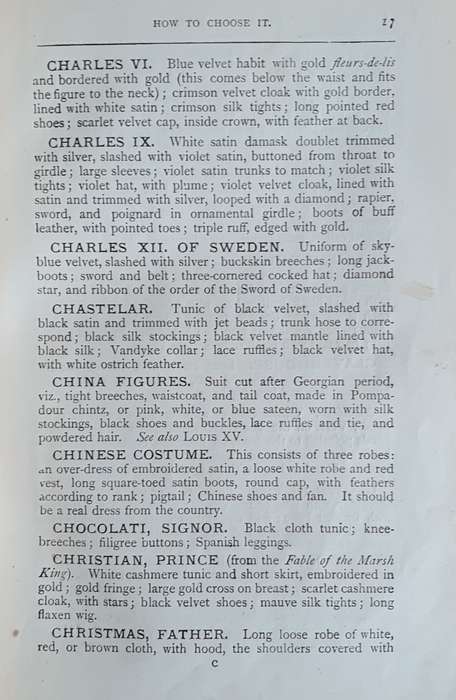 HOW TO CHOOSE IT. 17
CHARLES VI. Blue velvet habit with gold fleurs-de-lis
and bordered with gold (this comes below the waist and fits
the figure to the neck); crimson velvet cloak with gold border,
lined with white satin; crimson silk tights; long pointed red
shoes; scarlet velvet cap, inside crown, with feather at back.
CHARLES IX. White satin damask doublet trimmed
with silver, slashed with violet satin, buttoned from throat to
girdle; large sleeves; violet satin trunks to match; violet silk
tights; violet hat, with plume; violet velvet cloak, lined with
satin and trimmed with silver, looped with a diamond; rapier,
sword, and poignard in ornamental girdle; boots of buff
leather, with pointed toes; triple ruff, edged with gold.
CHARLES XII. OF SWEDEN. Uniform of sky-
blue velvet, slashed with silver; buckskin breeches; long jack-
boots; sword and belt; three-cornered cocked hat; diamond
star, and ribbon of the order of the Sword of Sweden.
CHASTELAR. Tunic of black velvet, slashed with
black satin and trimmed with jet beads; trunk hose to corre-
spond; black silk stockings; black velvet mantle lined with
black silk; Vandyke collar; lace ruffles; black velvet hat,
with white ostrich feather.
CHINA FIGURES. Suit cut after Georgian period,
viz., tight breeches, waistcoat, and tail coat, made in Pompa-
dour chintz, or pink, white, or blue sateen, worn with silk
stockings, black shoes and buckles, lace ruffles and tie, and
powdered hair. See also LOUIS XV.
CHINESE COSTUME. This consists of three robes:
an over-dress of embroidered satin, a loose white robe and red
vest, long square-toed satin boots, round cap, with feathers
according to rank; pigtail; Chinese shoes and fan. It should
be a real dress from the country.
CHOCOLATI, SIGNOR. Black cloth tunic; knee-
breeches; filigree buttons; Spanish leggings.
CHRISTIAN, PRINCE (from the Fable of the Marsh
King). White cashmere tunic and short skirt, embroidered in
gold; gold fringe; large gold cross on breast; scarlet cashmere
cloak, with stars; black velvet shoes; mauve silk tights; long
flaxen wig.
CHRISTMAS, FATHER. Long loose robe of white,
red, or brown cloth, with hood, the shoulders covered with
C